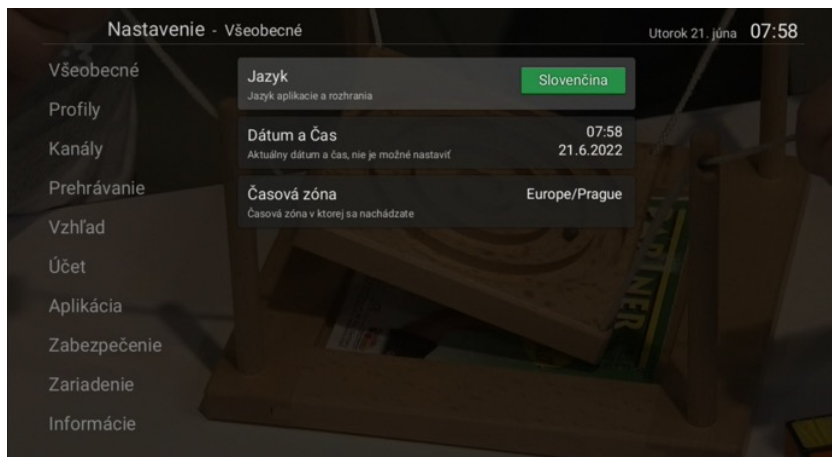 Nastavenie - Všeobecné
Utorok 21. júna 07:58
Všeobecné
Profily
Kanály
Prehrávanie
Vzhľad
Účet
Aplikácia
Zabezpečenie
Zariadenie
Informácie
Jazyk
Jazyk aplikacie a rozhrania
Slovenčina
Dátum a Čas
Aktuálny dátum a čas, nie je možné nastaviť
07:58
21.6.2022
Časová zóna
Časová zóna v ktorej sa nachádzate
Europe/Prague